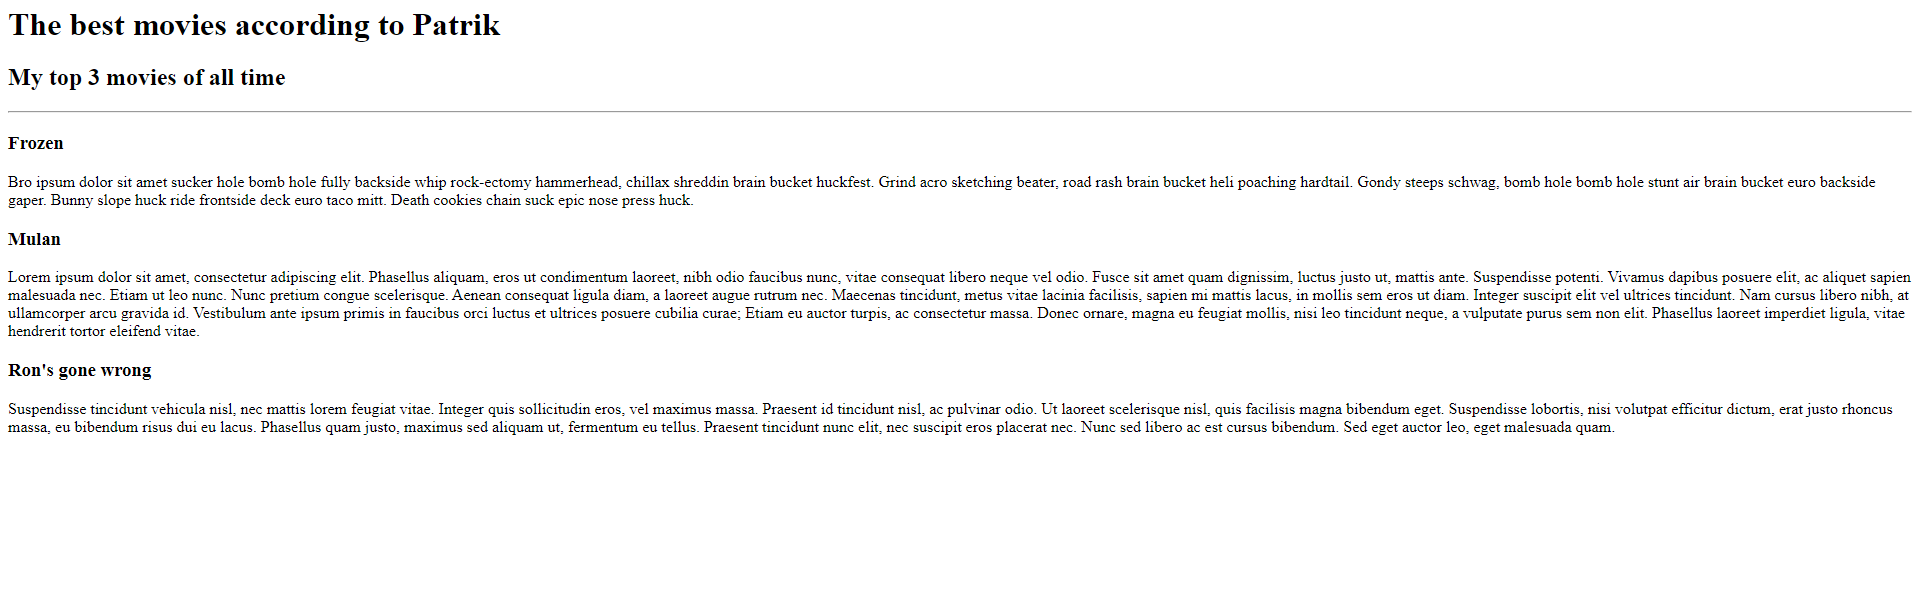 The best movies according to Patrik
My top 3 movies of all time
Frozen
Bro ipsum dolor sit amet sucker hole bomb hole fully backside whip rock-ectomy hammerhead, chillax shreddin brain bucket huckfest. Grind acro sketching beater, road rash brain bucket heli poaching hardtail. Gondy steeps schwag, bomb hole bomb hole stunt air brain bucket euro backside
gaper. Bunny slope huck ride frontside deck euro taco mitt. Death cookies chain suck epic nose press huck.
Mulan
Lorem ipsum dolor sit amet, consectetur adipiscing elit. Phasellus aliquam, eros ut condimentum laoreet, nibh odio faucibus nunc, vitae consequat libero neque vel odio. Fusce sit amet quam dignissim, luctus justo ut, mattis ante. Suspendisse potenti. Vivamus dapibus posuere elit, ac aliquet sapien
malesuada nec. Etiam ut leo nunc. Nunc pretium congue scelerisque. Aenean consequat ligula diam, a laoreet augue rutrum nec. Maecenas tincidunt, metus vitae lacinia facilisis, sapien mi mattis lacus, in mollis sem eros ut diam. Integer suscipit elit vel ultrices tincidunt. Nam cursus libero nibh, at
ullamcorper arcu gravida id. Vestibulum ante ipsum primis in faucibus orci luctus et ultrices posuere cubilia curae; Etiam eu auctor turpis, ac consectetur massa. Donec ornare, magna eu feugiat mollis, nisi leo tincidunt neque, a vulputate purus sem non elit. Phasellus laoreet imperdiet ligula, vitae
hendrerit tortor eleifend vitae.
Ron's gone wrong
Suspendisse tincidunt vehicula nisl, nec mattis lorem feugiat vitae. Integer quis sollicitudin eros, vel maximus massa. Praesent id tincidunt nisl, ac pulvinar odio. Ut laoreet scelerisque nisl, quis facilisis magna bibendum eget. Suspendisse lobortis, nisi volutpat efficitur dictum, erat justo rhoncus
massa, eu bibendum risus dui eu lacus. Phasellus quam justo, maximus sed aliquam ut, fermentum eu tellus. Praesent tincidunt nunc elit, nec suscipit eros placerat nec. Nunc sed libero ac est cursus bibendum. Sed eget auctor leo, eget malesuada quam.